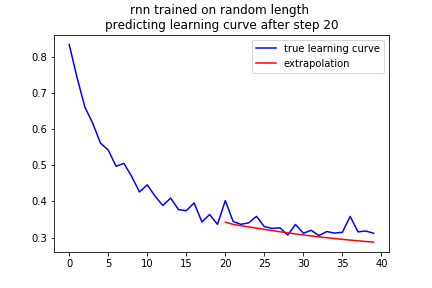 rnn trained on random length
predicting learning curve after step 20
true learning curve
extrapolation
0.8
0.7
0.6
0.5
0.4
0.3
0 5 10 15 20 25 30 35 40